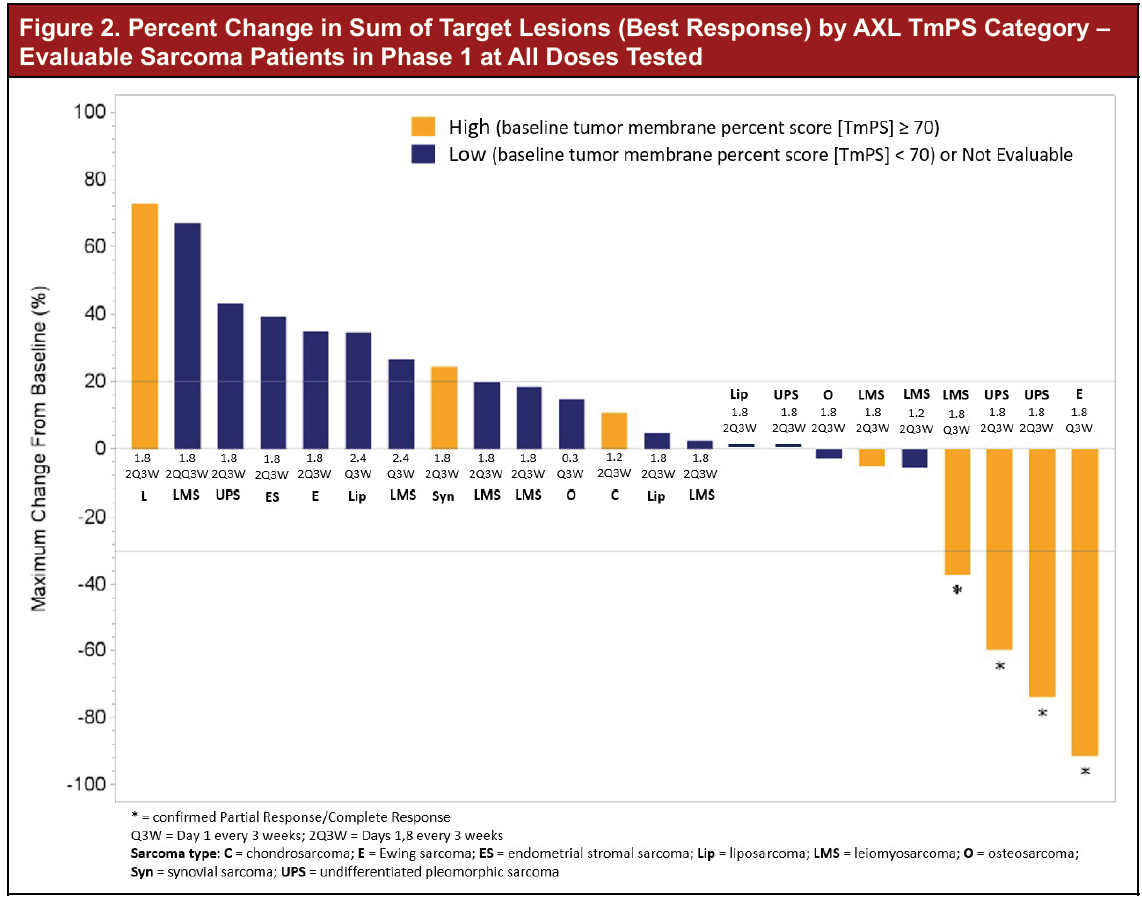 Figure 2. Percent Change in Sum of Target Lesions (Best Response) by AXL TmPS Category –
Evaluable Sarcoma Patients in Phase 1 at All Doses Tested
High (baseline tumor membrane percent score [TmPS] ≥ 70)
Low (baseline tumor membrane percent score [TmPS] < 70) or Not Evaluable
Maximum Change From Baseline (%)
100
80
60
40
20
0
-20
-40
-60
-80
-100
Lip UPS O LMS LMS LMS UPS UPS E
1.8 1.8 1.8 1.8 1.2 1.8 1.8 1.8 1.8
2Q3W 2Q3W 2Q3W 2Q3W 2Q3W Q3W 2Q3W 2Q3W Q3W
1.8 1.8 1.8 1.8 1.8 2.4 2.4 1.8 1.8 1.8 0.3 1.2 1.8 1.8
2Q3W 2Q3W 2Q3W 2Q3W 2Q3W Q3W Q3W 2Q3W 2Q3W 2Q3W Q3W 2Q3W 2Q3W 2Q3W
L LMS UPS ES E Lip LMS Syn LMS LMS O C Lip LMS
* * * *
* = confirmed Partial Response/Complete Response
Q3W = Day 1 every 3 weeks; 2Q3W = Days 1,8 every 3 weeks
Sarcoma type: C = chondrosarcoma; E = Ewing sarcoma; ES = endometrial stromal sarcoma; Lip = liposarcoma; LMS = leiomyosarcoma; O = osteosarcoma;
Syn = synovial sarcoma; UPS = undifferentiated pleomorphic sarcoma